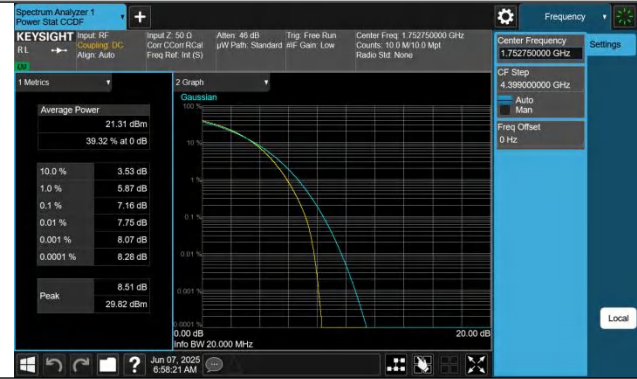 Spectrum Analyzer 1
Power Stat CCDF
Frequency
KEYSIGHT
RL
Input: RF
Coupling: DC
Align: Auto
Input Z: 50 Ω
Corr CCorr RCal
Freq Ref: Int (S)
Atten: 46 dB
µW Path: Standard
Trig: Free Run
#IF Gain: Low
Center Freq: 1.752750000 GHz
Counts: 10.0 M/10.0 Mpt
Radio Std: None
Center Frequency
1.752750000 GHz
Settings
CF Step
4.399000000 GHz
Auto
Man
Freq Offset
0 Hz
Local
1 Metrics
Average Power
21.31 dBm
39.32 % at 0 dB
10.0 % 3.53 dB
1.0 % 5.87 dB
0.1 % 7.16 dB
0.01 % 7.75 dB
0.001 % 8.07 dB
0.0001 % 8.28 dB
Peak
8.51 dB
29.82 dBm
2 Graph
Gaussian
100 %
10 %
1 %
0.1 %
0.01 %
0.001 %
0.0001 %
0.00 dB
20.00 dB
Info BW 20.000 MHz
?
Jun 07, 2025
6:58:21 AM